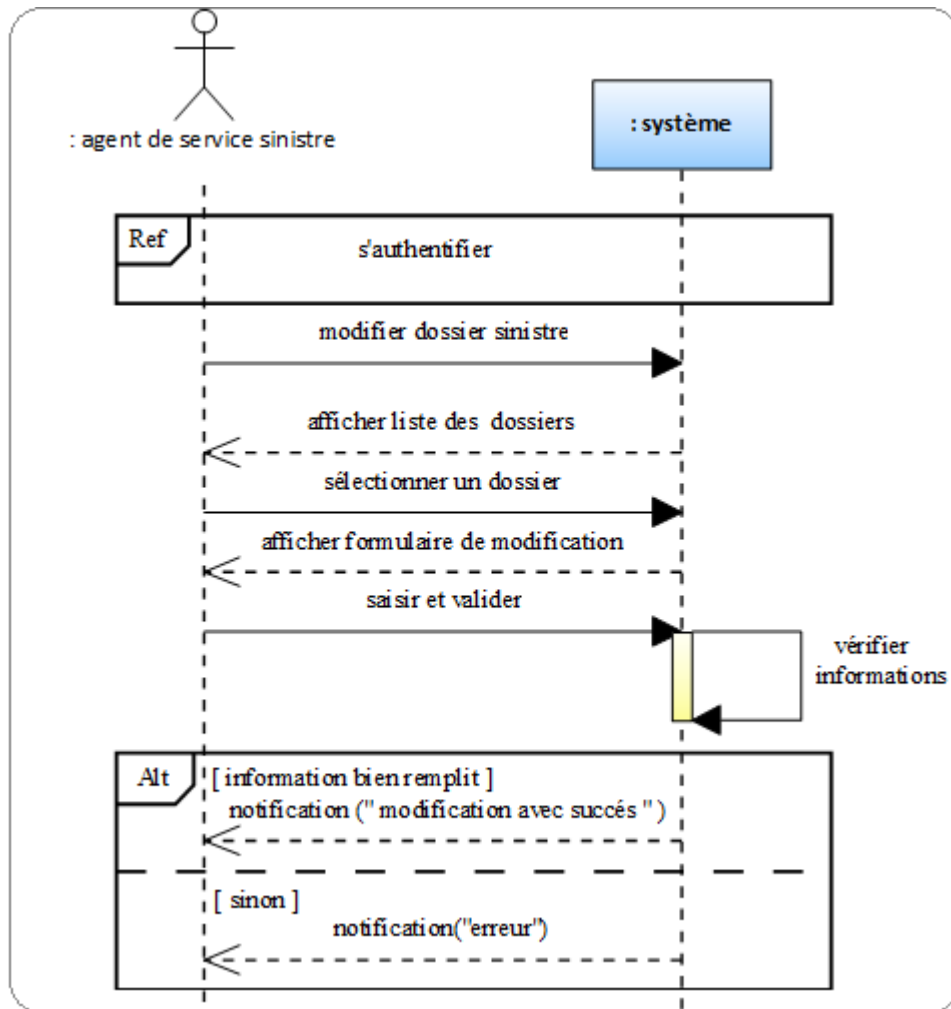 : agent de service sinistre
: système
Ref
s'authentifier
modifier dossier sinistre
afficher liste des dossiers
sélectionner un dossier
afficher formulaire de modification
saisir et valider
vérifier
informations
Alt
[ information bien remplit ]
notification (" modification avec succés " )
[ sinon ]
notification("erreur")